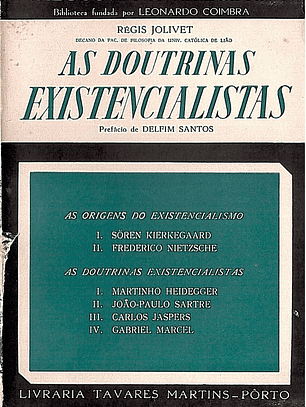 Biblioteca fundada por LEONARDO COIMBRA
RÉGIS JOLIVET
DECANO DA FAC. DE FILOSOFIA DA UNIV. CATÓLICA DE LIÃO
AS DOUTRINAS
EXISTENCIALISTAS
Prefácio de DELFIM SANTOS
AS ORIGENS DO EXISTENCIALISMO
I. SÖREN KIERKEGAARD
II. FREDERICO NIETZSCHE
AS DOUTRINAS EXISTENCIALISTAS
I. MARTINHO HEIDEGGER
II. JOÃO-PAULO SARTRE
III. CARLOS JASPERS
IV. GABRIEL MARCEL
LIVRARIA TAVARES MARTINS-PÔRTO